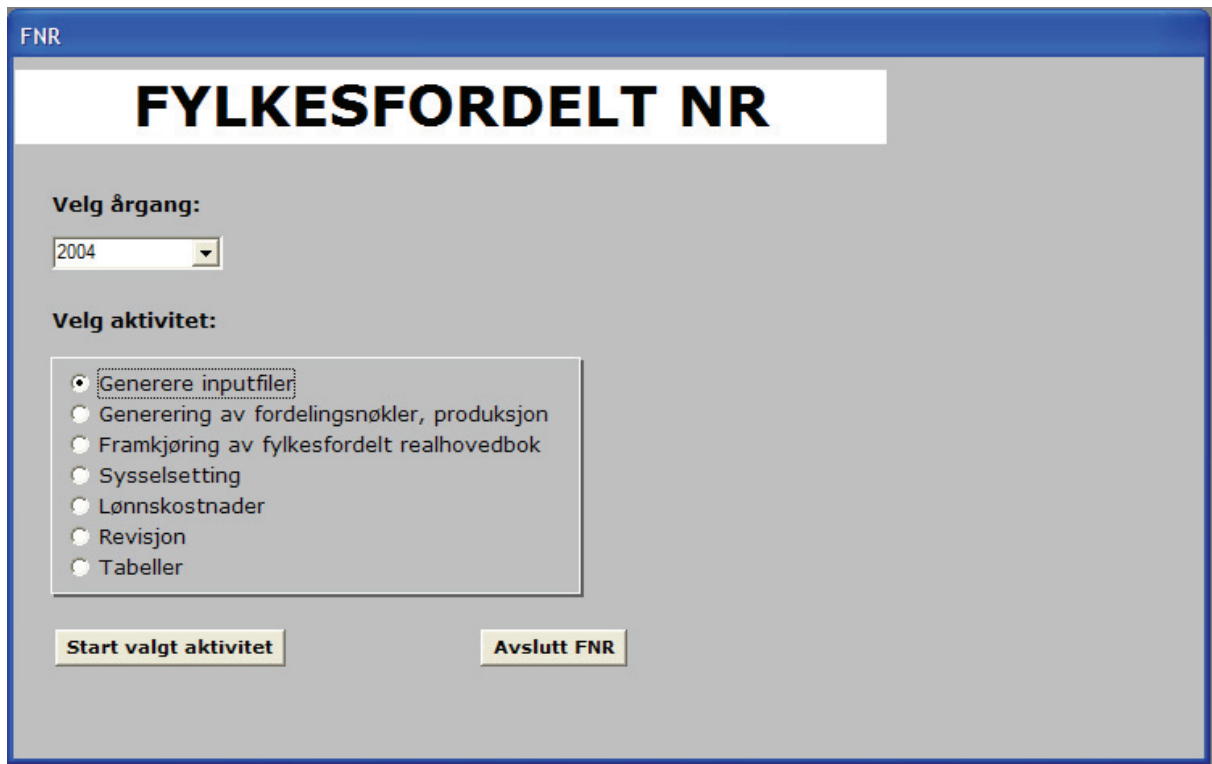 FNR
FYLKESFORDELT NR
Velg årgang:
2004
Velg aktivitet:
Generere inputfiler
Generering av fordelingsnøkler, produksjon
Framkjøring av fylkesfordelt realhovedbok
Sysselsetting
Lønnskostnader
Revisjon
Tabeller
Start valgt aktivitet
Avslutt FNR